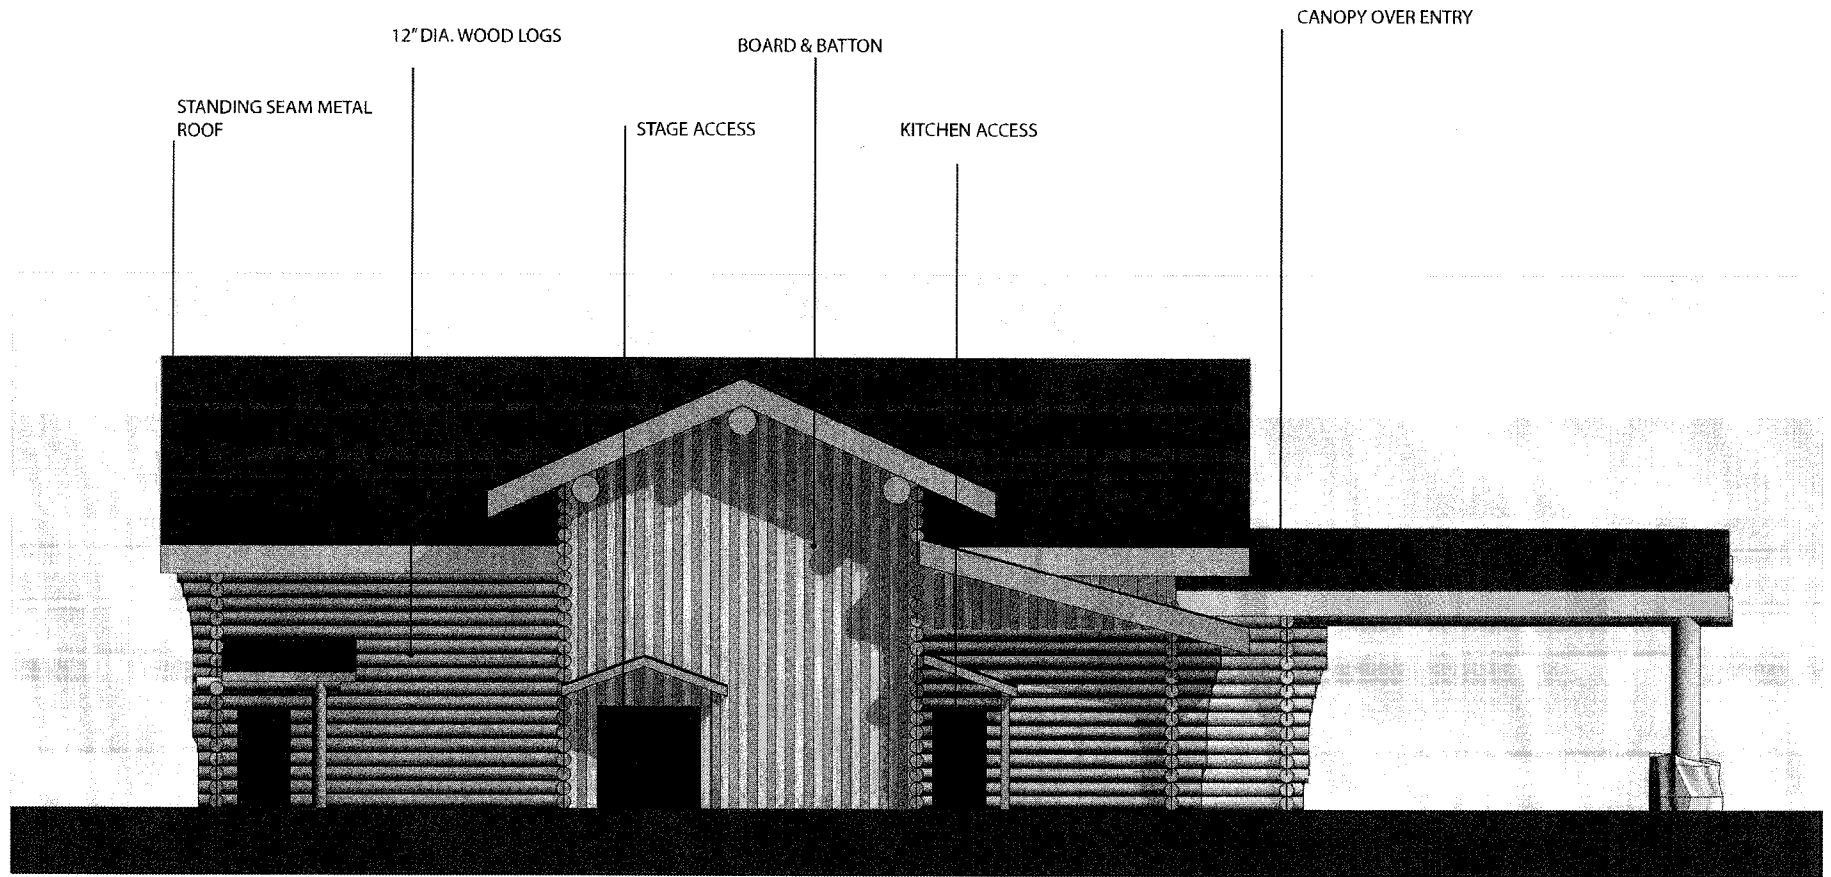 CANOPY OVER ENTRY
12" DIA. WOOD LOGS
BOARD & BATTON
STANDING SEAM METAL
ROOF
STAGE ACCESS
KITCHEN ACCESS